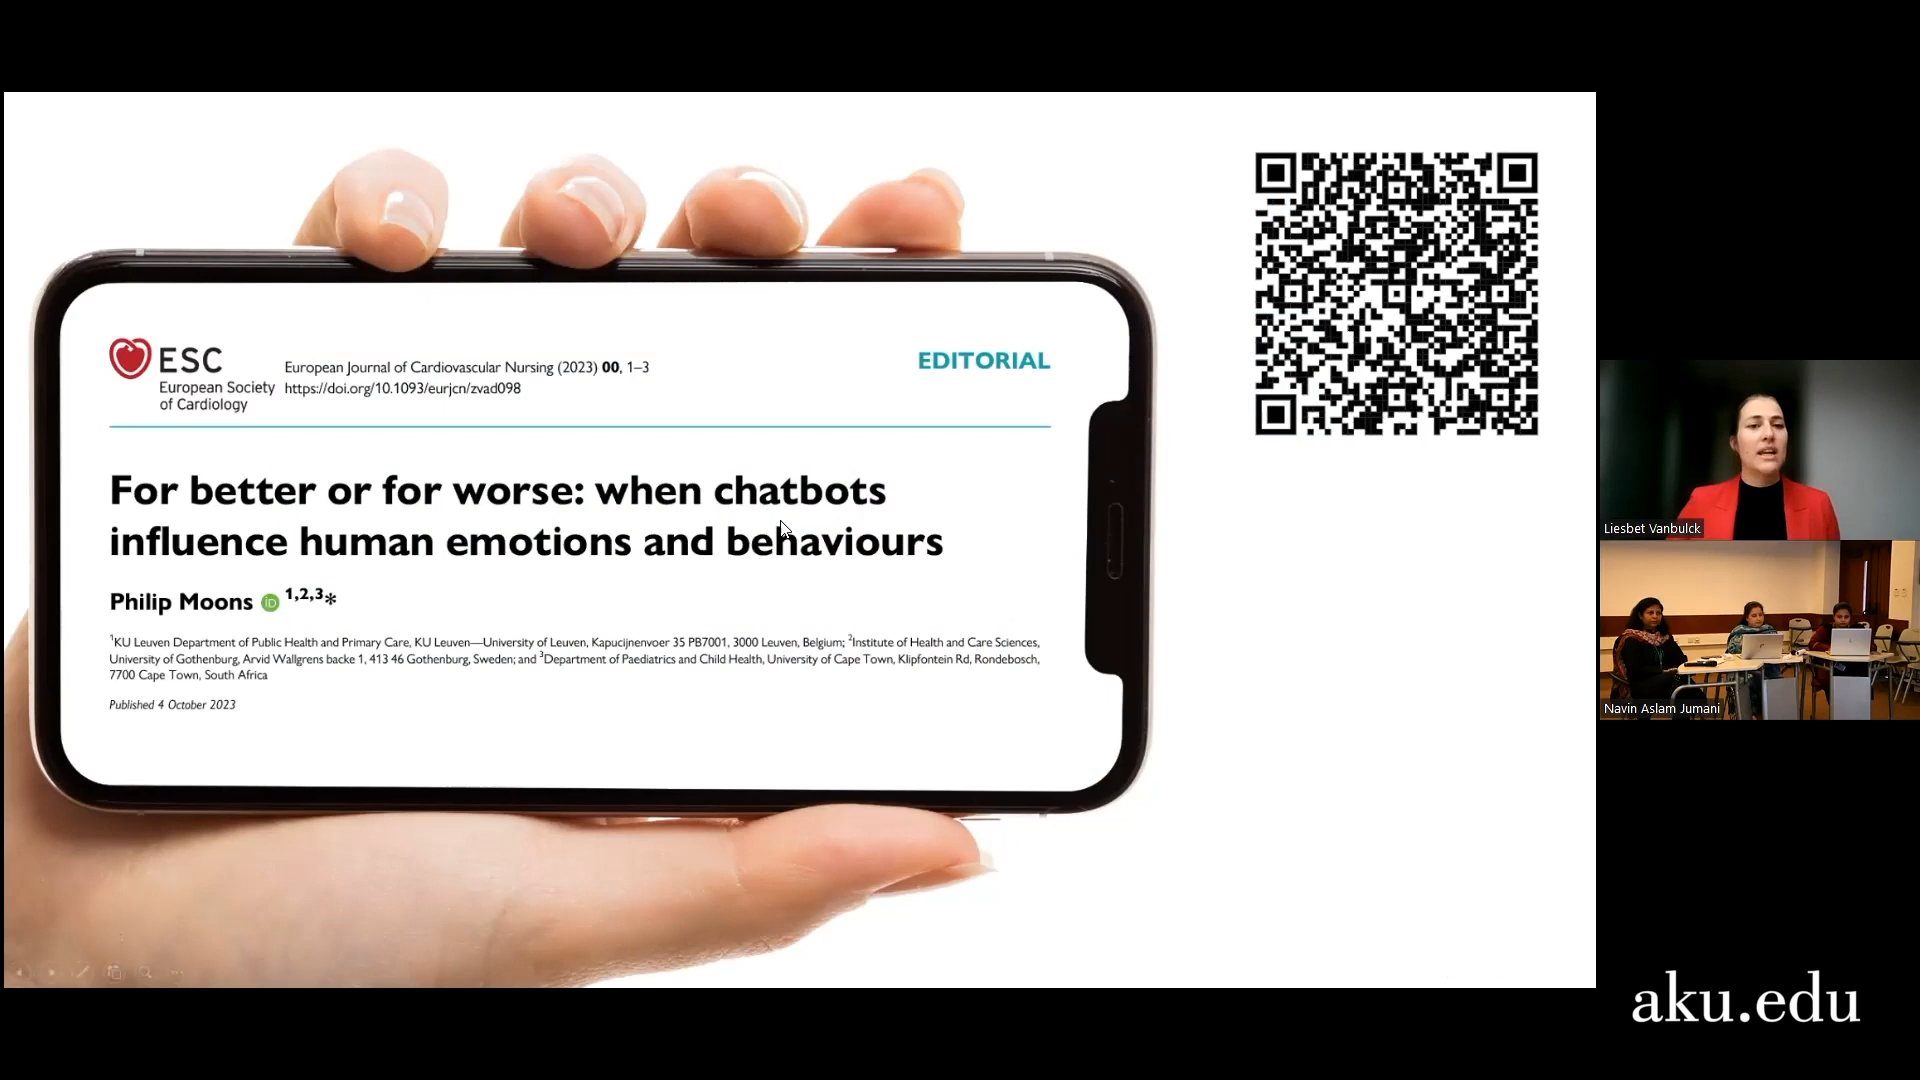 ESC
European Society
of Cardiology
European Journal of Cardiovascular Nursing (2023) 00, 1–3
https://doi.org/10.1093/eurjcn/zvad098
EDITORIAL
For better or for worse: when chatbots
influence human emotions and behaviours
Philip Moons iD 1,2,3*
1KU Leuven Department of Public Health and Primary Care, KU Leuven—University of Leuven, Kapucijnenvoer 35 PB7001, 3000 Leuven, Belgium; 2Institute of Health and Care Sciences,
University of Gothenburg, Arvid Wallgrens backe 1, 413 46 Gothenburg, Sweden; and 3Department of Paediatrics and Child Health, University of Cape Town, Klipfontein Rd, Rondebosch,
7700 Cape Town, South Africa
Published 4 October 2023
Liesbet Vanbulck
Navin Aslam Jumani
aku.edu